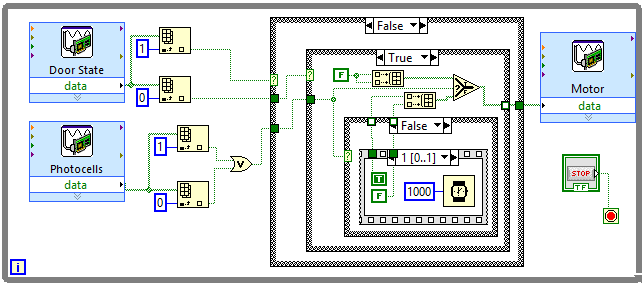 False
Door State
data
1
0
True
F
Motor
data
Photocells
data
1
0
V
False
1 [0..1]
T
F
1000
STOP
TF
i